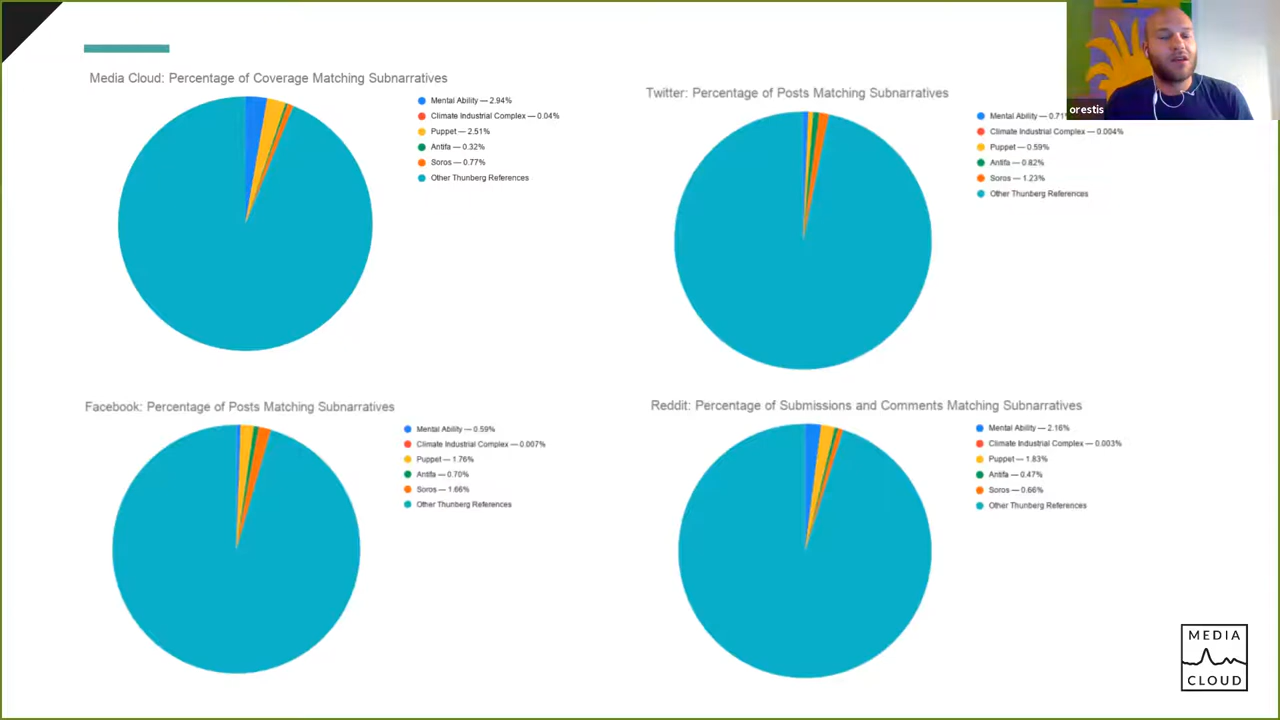 Media Cloud: Percentage of Coverage Matching Subnarratives
Mental Ability — 2.94%
Climate Industrial Complex — 0.04%
Puppet — 2.51%
Antifa — 0.32%
Soros — 0.77%
Other Thunberg References
Twitter: Percentage of Posts Matching Subnarratives
Mental Ability — 0.71
Climate Industrial Complex — 0.004%
Puppet — 0.59%
Antifa — 0.82%
Soros — 1.23%
Other Thunberg References
orestis
Facebook: Percentage of Posts Matching Subnarratives
Mental Ability — 0.59%
Climate Industrial Complex — 0.007%
Puppet — 1.76%
Antifa — 0.70%
Soros — 1.66%
Other Thunberg References
Reddit: Percentage of Submissions and Comments Matching Subnarratives
Mental Ability — 2.16%
Climate Industrial Complex — 0.003%
Puppet — 1.83%
Antifa — 0.47%
Soros — 0.66%
Other Thunberg References
MEDIA
CLOUD